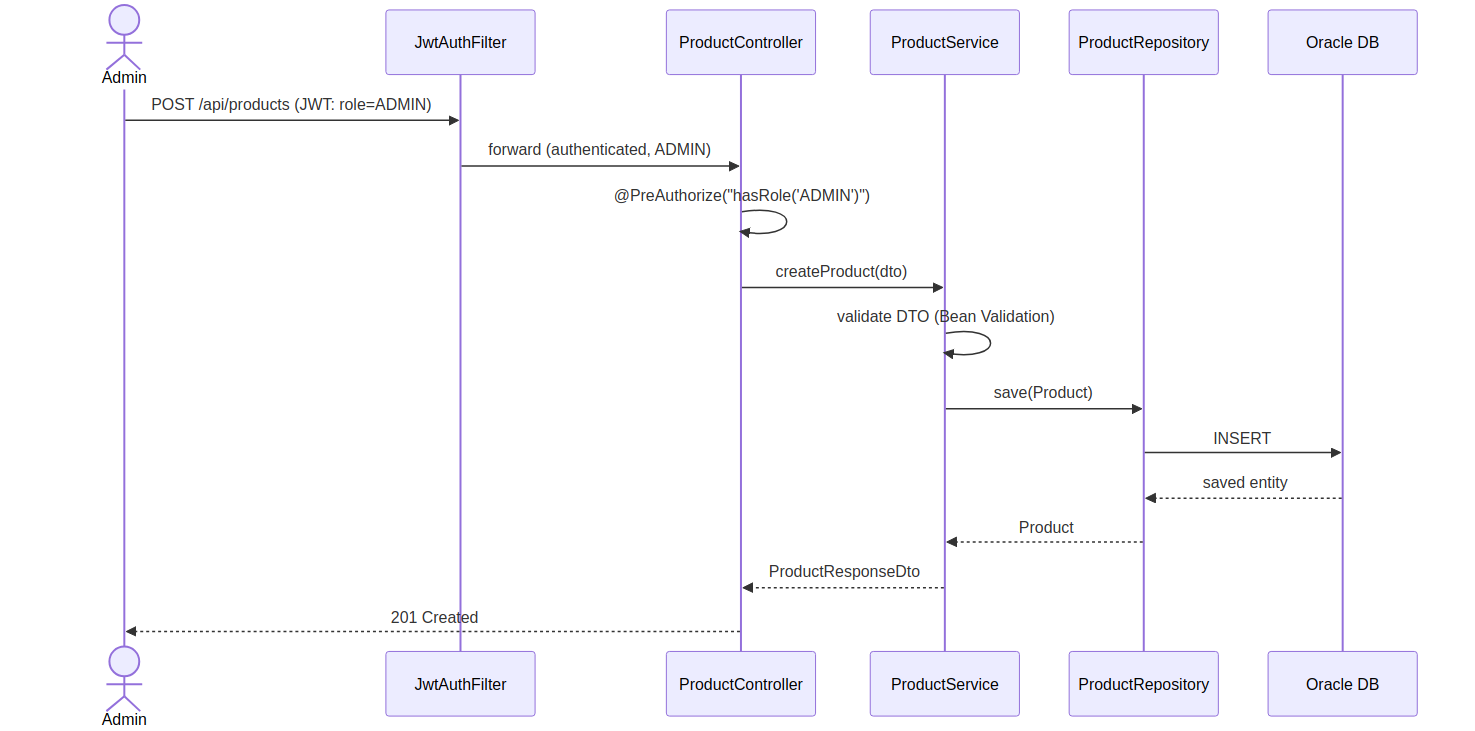 Admin
JwtAuthFilter
ProductController
ProductService
ProductRepository
Oracle DB
POST /api/products (JWT: role=ADMIN)
forward (authenticated, ADMIN)
@PreAuthorize("hasRole('ADMIN')")
createProduct(dto)
validate DTO (Bean Validation)
save(Product)
INSERT
saved entity
Product
ProductResponseDto
201 Created
Admin
JwtAuthFilter
ProductController
ProductService
ProductRepository
Oracle DB